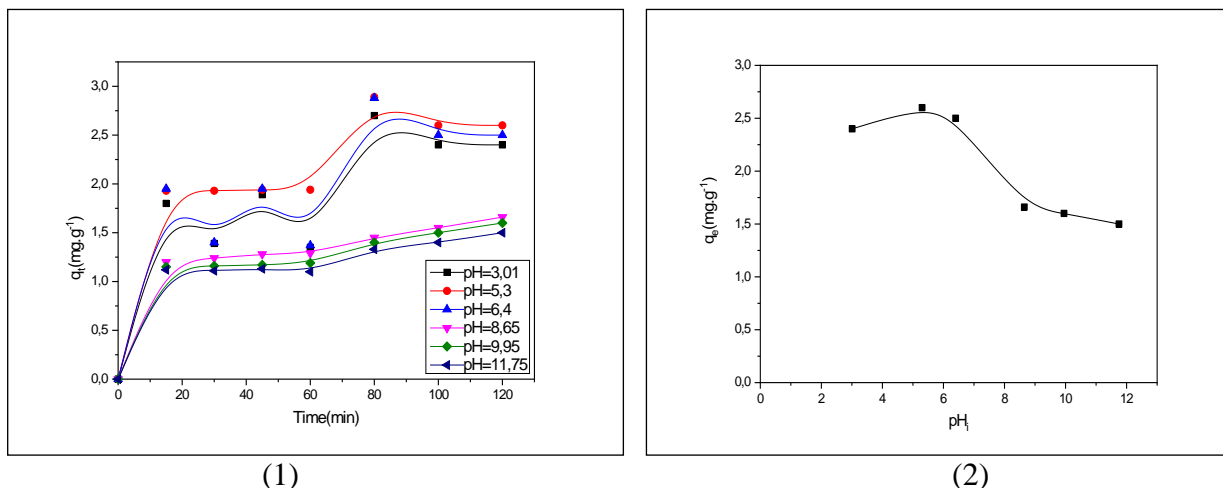 3,0
2,5
2,0
1,5
1,0
0,5
0,0
qt(mg.g-1)
0 20 40 60 80 100 120
Time(min)
pH=3,01
pH=5,3
pH=6,4
pH=8,65
pH=9,95
pH=11,75
(1)
3,0
2,5
2,0
1,5
1,0
0,5
0,0
qe(mg.g-1)
0 2 4 6 8 10 12
pHi
(2)